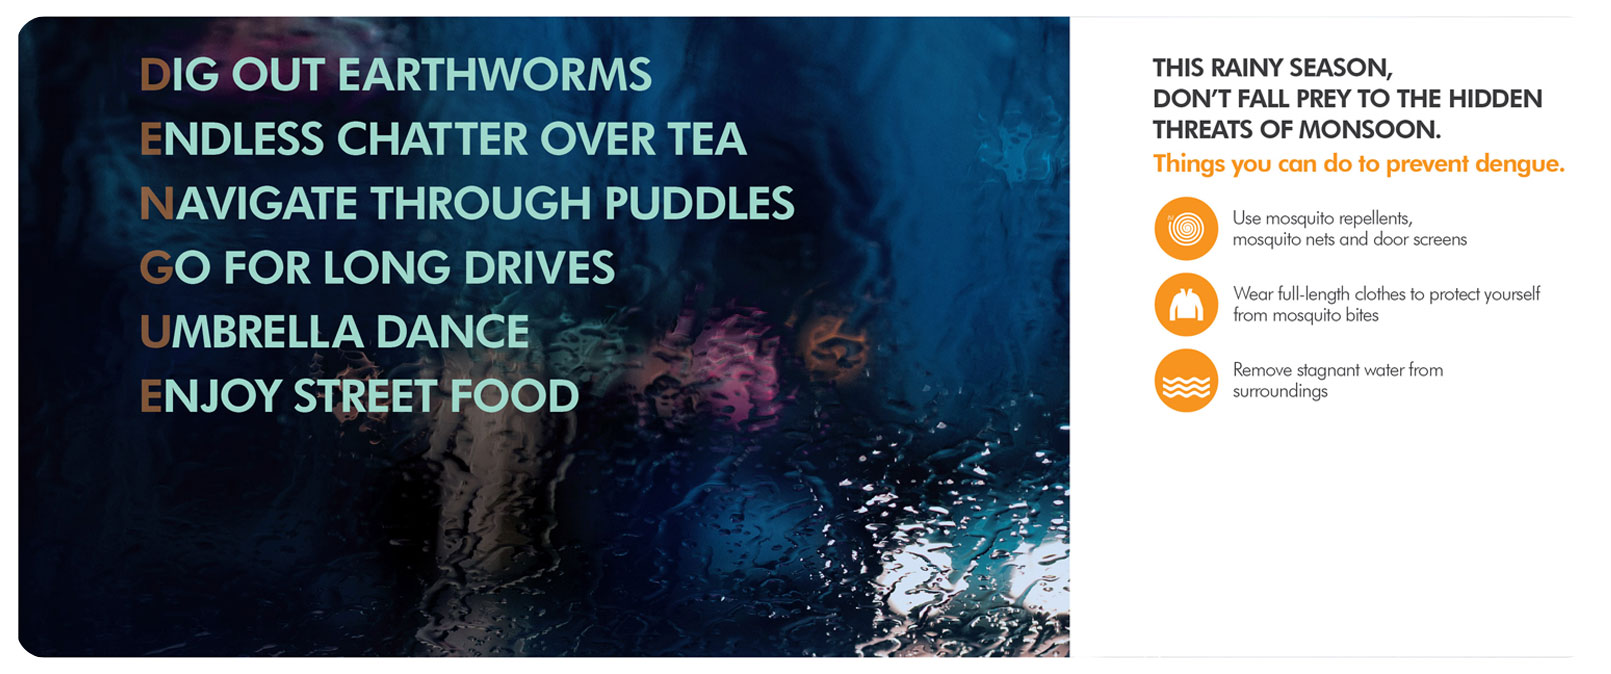 DIG OUT EARTHWORMS
ENDLESS CHATTER OVER TEA
NAVIGATE THROUGH PUDDLES
GO FOR LONG DRIVES
UMBRELLA DANCE
ENJOY STREET FOOD
THIS RAINY SEASON,
DON'T FALL PREY TO THE HIDDEN
THREATS OF MONSOON.
Things you can do to prevent dengue.
Use mosquito repellents,
mosquito nets and door screens
Wear full-length clothes to protect yourself
from mosquito bites
Remove stagnant water from
surroundings